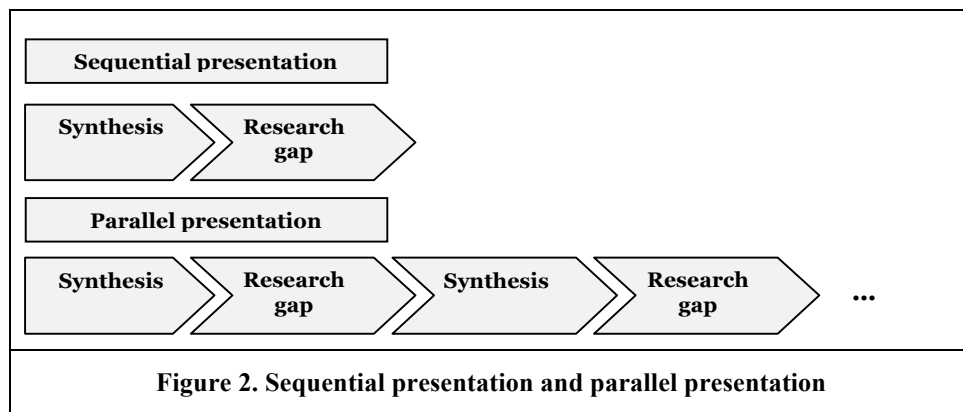 Sequential presentation
Synthesis
Research
gap
Parallel presentation
Synthesis
Research
gap
Synthesis
Research
gap
...
Figure 2. Sequential presentation and parallel presentation